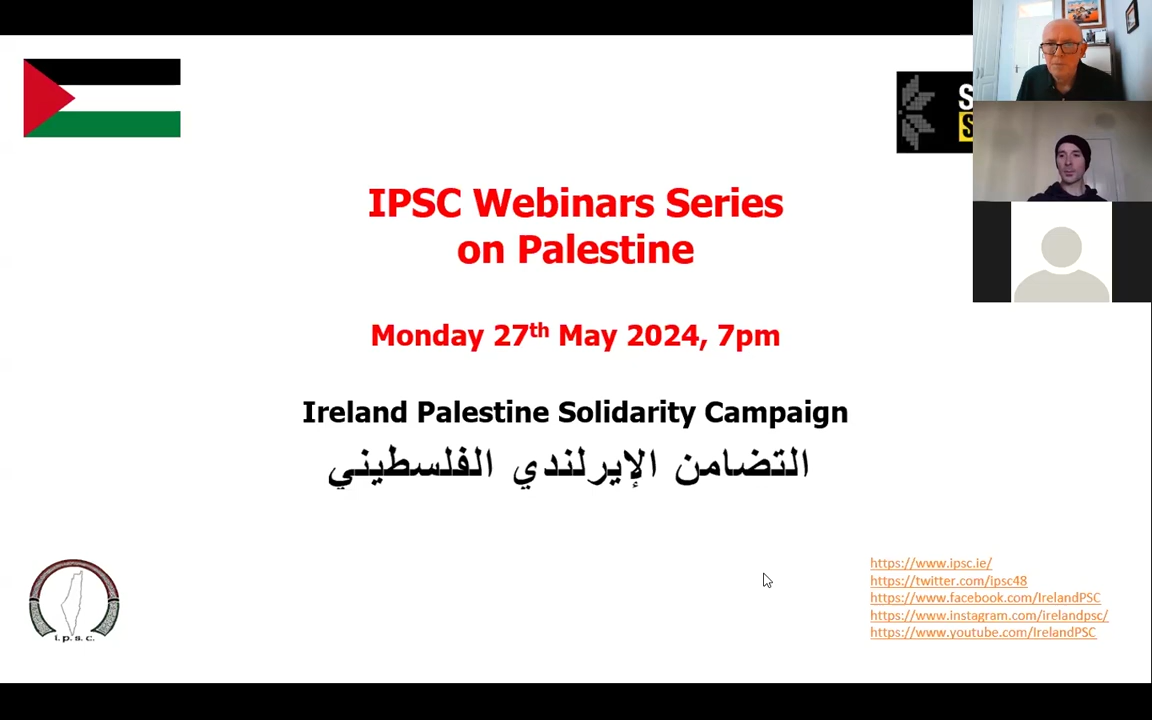 S
S
IPSC Webinars Series
on Palestine
Monday 27th May 2024, 7pm
Ireland Palestine Solidarity Campaign
التضامن الإيرلندي الفلسطيني
i. p. s. c.
https://www.ipsc.ie/
https://twitter.com/ipsc48
https://www.facebook.com/IrelandPSC
https://www.instagram.com/irelandpsc/
https://www.youtube.com/IrelandPSC